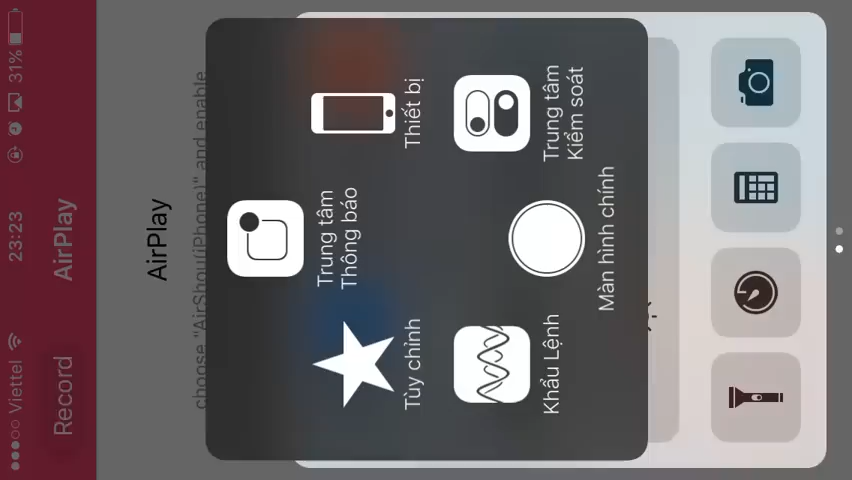 Viettel 23:23 31%
Record AirPlay
AirPlay
choose "AirShou(iPhone)" and enable
Trung tâm
Thông báo
Tùy chỉnh
Thiết bị
Khẩu Lệnh
Trung tâm
Kiểm soát
Màn hình chính